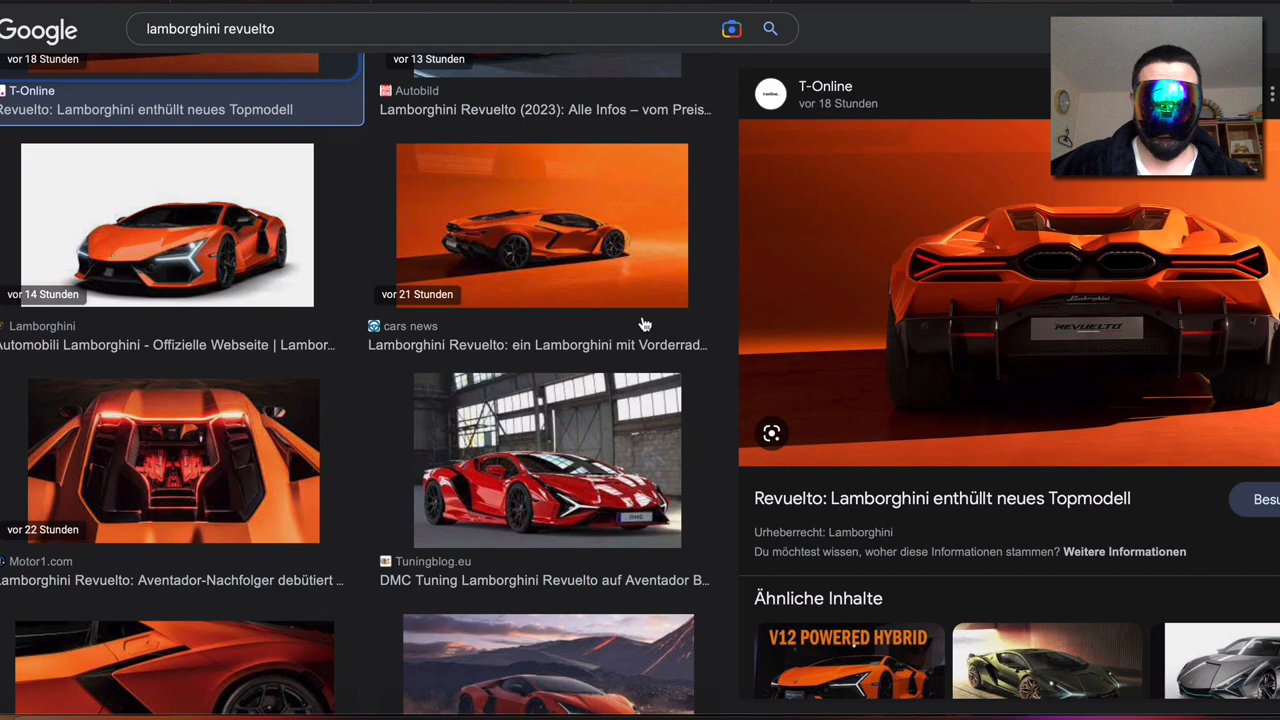 Google
lamborghini revuelto
vor 18 Stunden
vor 13 Stunden
T-Online
Autobild
Revuelto: Lamborghini enthüllt neues Topmodell
Lamborghini Revuelto (2023): Alle Infos – vom Preis...
vor 14 Stunden
vor 21 Stunden
Lamborghini
cars news
Automobili Lamborghini - Offizielle Webseite | Lambor...
Lamborghini Revuelto: ein Lamborghini mit Vorderrad...
vor 22 Stunden
DMC
Motor1.com
Tuningblog.eu
Lamborghini Revuelto: Aventador-Nachfolger debütiert ...
DMC Tuning Lamborghini Revuelto auf Aventador B...
t-online.
T-Online
vor 18 Stunden
Lamborghini
REVUELTO
Revuelto: Lamborghini enthüllt neues Topmodell
Besu
Urheberrecht: Lamborghini
Du möchtest wissen, woher diese Informationen stammen? Weitere Informationen
Ähnliche Inhalte
V12 POWERED HYBRID